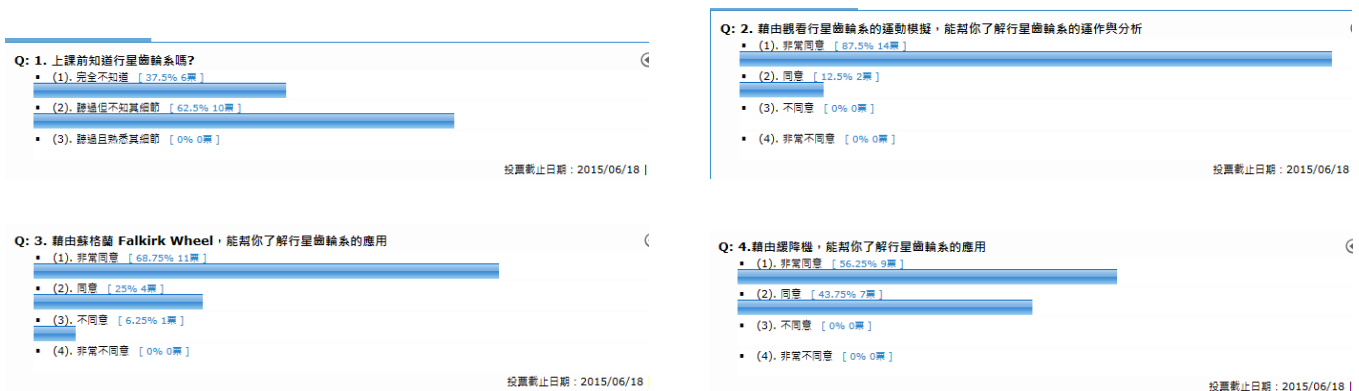 Q: 1. 上課前知道行星齒輪系嗎?
(1). 完全不知道 [ 37.5% 6票 ]
(2). 聽過但不知其細節 [ 62.5% 10票 ]
(3). 聽過且熟悉其細節 [ 0% 0票 ]
投票截止日期：2015/06/18 |
Q: 2. 藉由觀看行星齒輪系的運動模擬，能幫你了解行星齒輪系的運作與分析
(1). 非常同意 [ 87.5% 14票 ]
(2). 同意 [ 12.5% 2票 ]
(3). 不同意 [ 0% 0票 ]
(4). 非常不同意 [ 0% 0票 ]
投票截止日期：2015/06/18
Q: 3. 藉由蘇格蘭 Falkirk Wheel，能幫你了解行星齒輪系的應用
(1). 非常同意 [ 68.75% 11票 ]
(2). 同意 [ 25% 4票 ]
(3). 不同意 [ 6.25% 1票 ]
(4). 非常不同意 [ 0% 0票 ]
投票截止日期：2015/06/18
Q: 4.藉由緩降機，能幫你了解行星齒輪系的應用
(1). 非常同意 [ 56.25% 9票 ]
(2). 同意 [ 43.75% 7票 ]
(3). 不同意 [ 0% 0票 ]
(4). 非常不同意 [ 0% 0票 ]
投票截止日期：2015/06/18 |